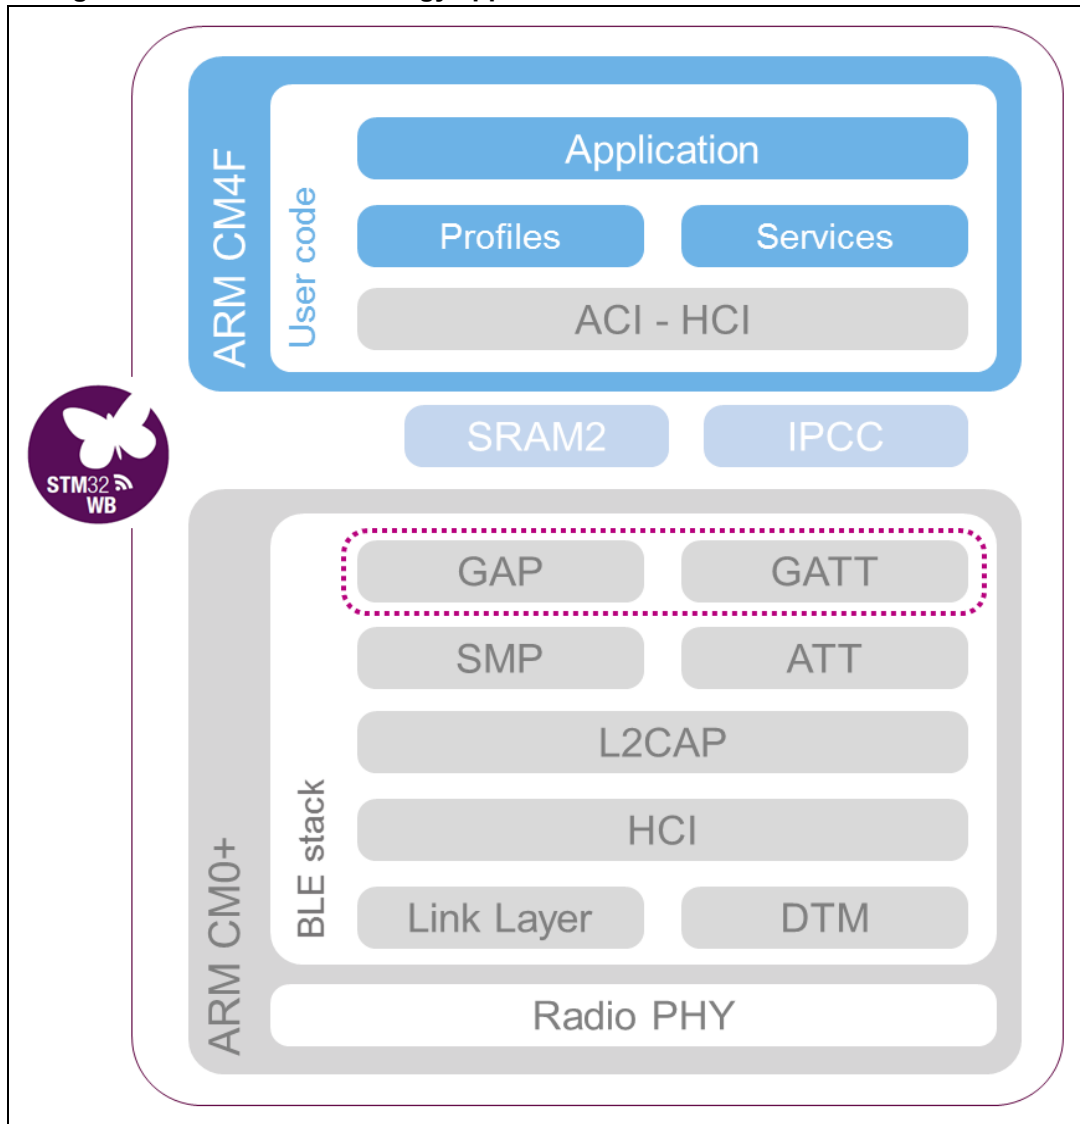 ARM CM4F
User code
Application
Profiles
Services
ACI - HCI
SRAM2
IPCC
STM32
WB
ARM CM0+
BLE stack
GAP
GATT
SMP
ATT
L2CAP
HCI
Link Layer
DTM
Radio PHY